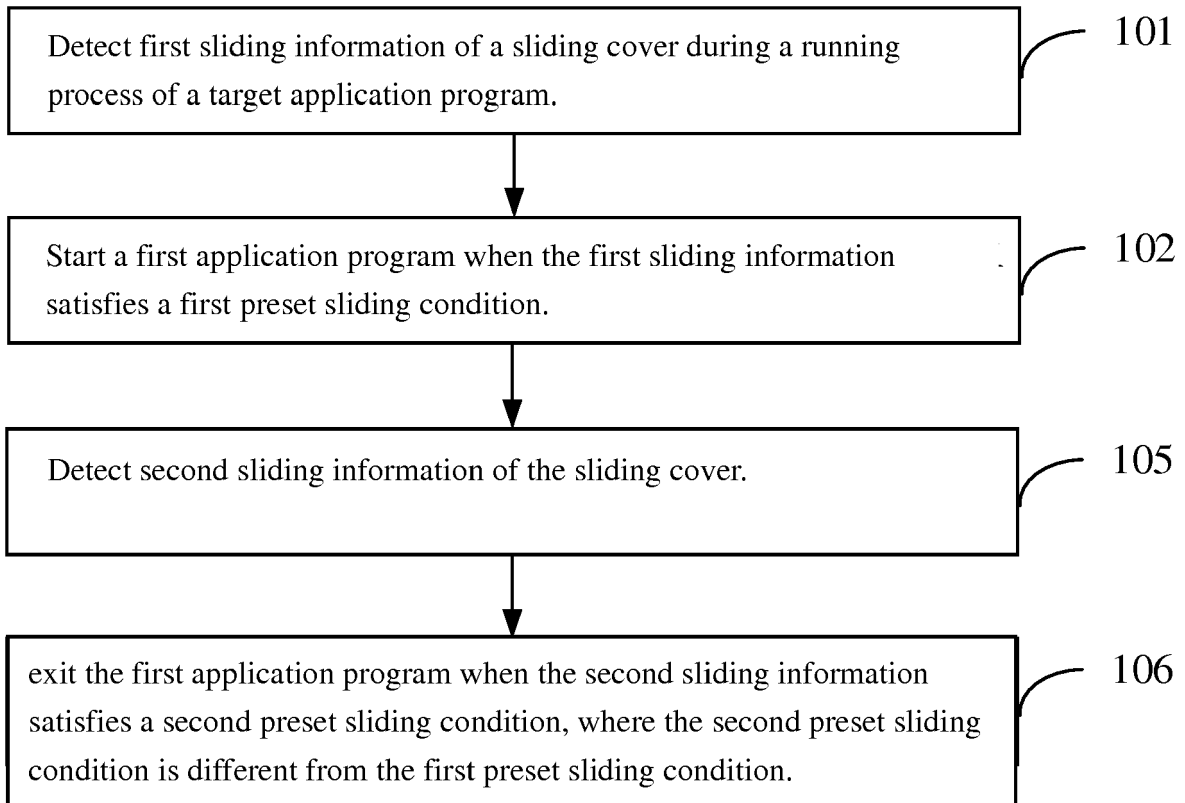 Detect first sliding information of a sliding cover during a running
process of a target application program.
101
Start a first application program when the first sliding information
satisfies a first preset sliding condition.
102
Detect second sliding information of the sliding cover.
105
exit the first application program when the second sliding information
satisfies a second preset sliding condition, where the second preset sliding
condition is different from the first preset sliding condition.
106